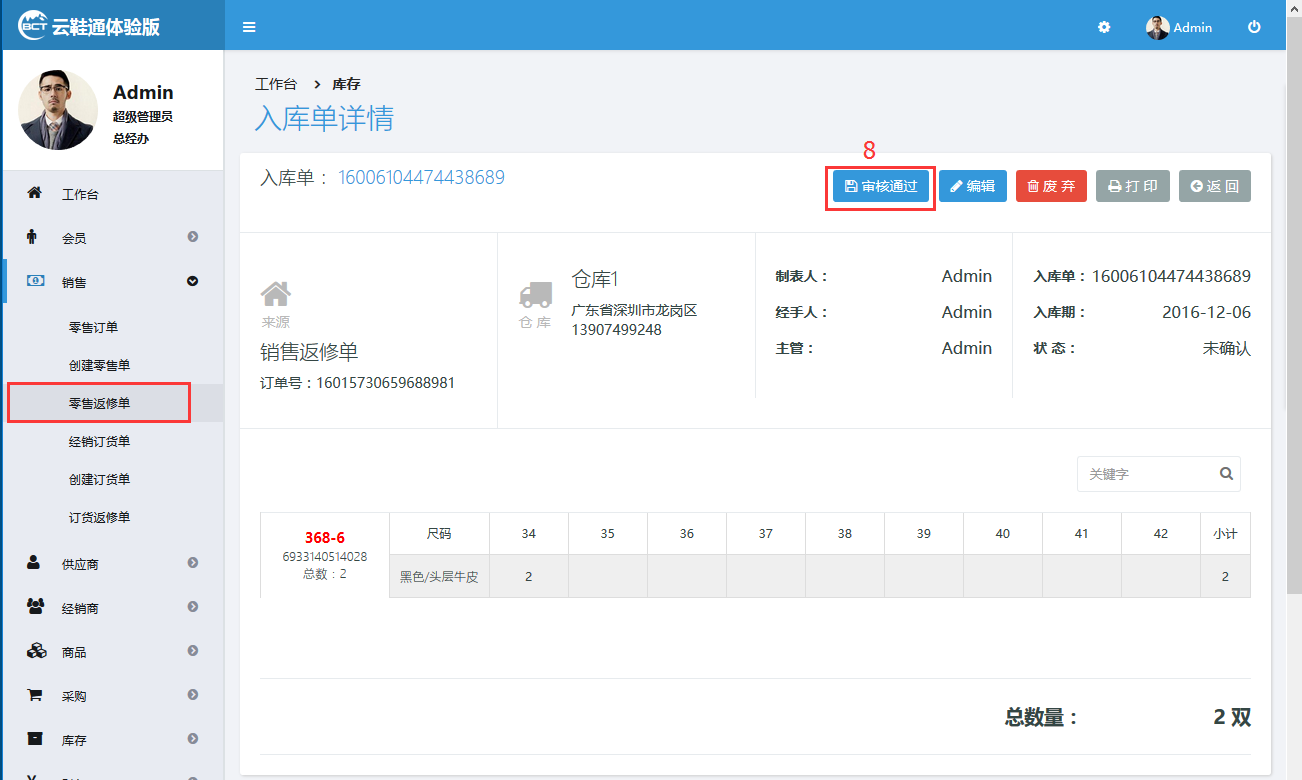 BCT 云鞋通体验版
Admin
Admin
超级管理员
总经办
工作台
会员
销售
零售订单
创建零售单
零售返修单
经销订货单
创建订货单
订货返修单
供应商
经销商
商品
采购
库存
工作台 > 库存
入库单详情
8
入库单： 16006104474438689
审核通过 编辑 废 弃 打 印 返 回
来源
销售返修单
订单号：16015730659688981
仓 库
仓库1
广东省深圳市龙岗区
13907499248
制表人： Admin
经手人： Admin
主管： Admin
入库单：16006104474438689
入库期： 2016-12-06
状 态： 未确认
关键字
368-6
6933140514028
总数：2
尺码 34 35 36 37 38 39 40 41 42 小计
黑色/头层牛皮 2 2
总数量： 2 双